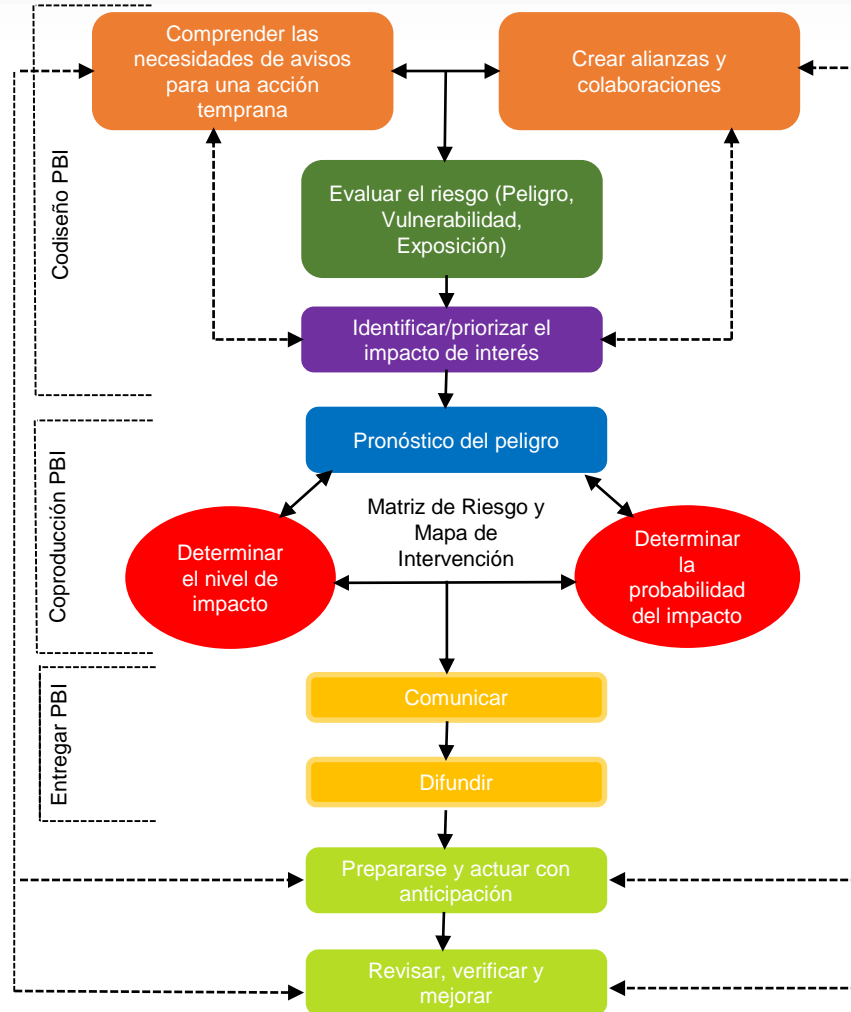 Comprender las
necesidades de avisos
para una acción
temprana
Crear alianzas y
colaboraciones
Codiseño PBI
Evaluar el riesgo (Peligro,
Vulnerabilidad,
Exposición)
Identificar/priorizar el
impacto de interés
Coproducción PBI
Pronóstico del peligro
Matriz de Riesgo y
Mapa de
Intervención
Determinar
el nivel de
impacto
Determinar
la
probabilidad
del impacto
Entregar PBI
Comunicar
Difundir
Prepararse y actuar con
anticipación
Revisar, verificar y
mejorar